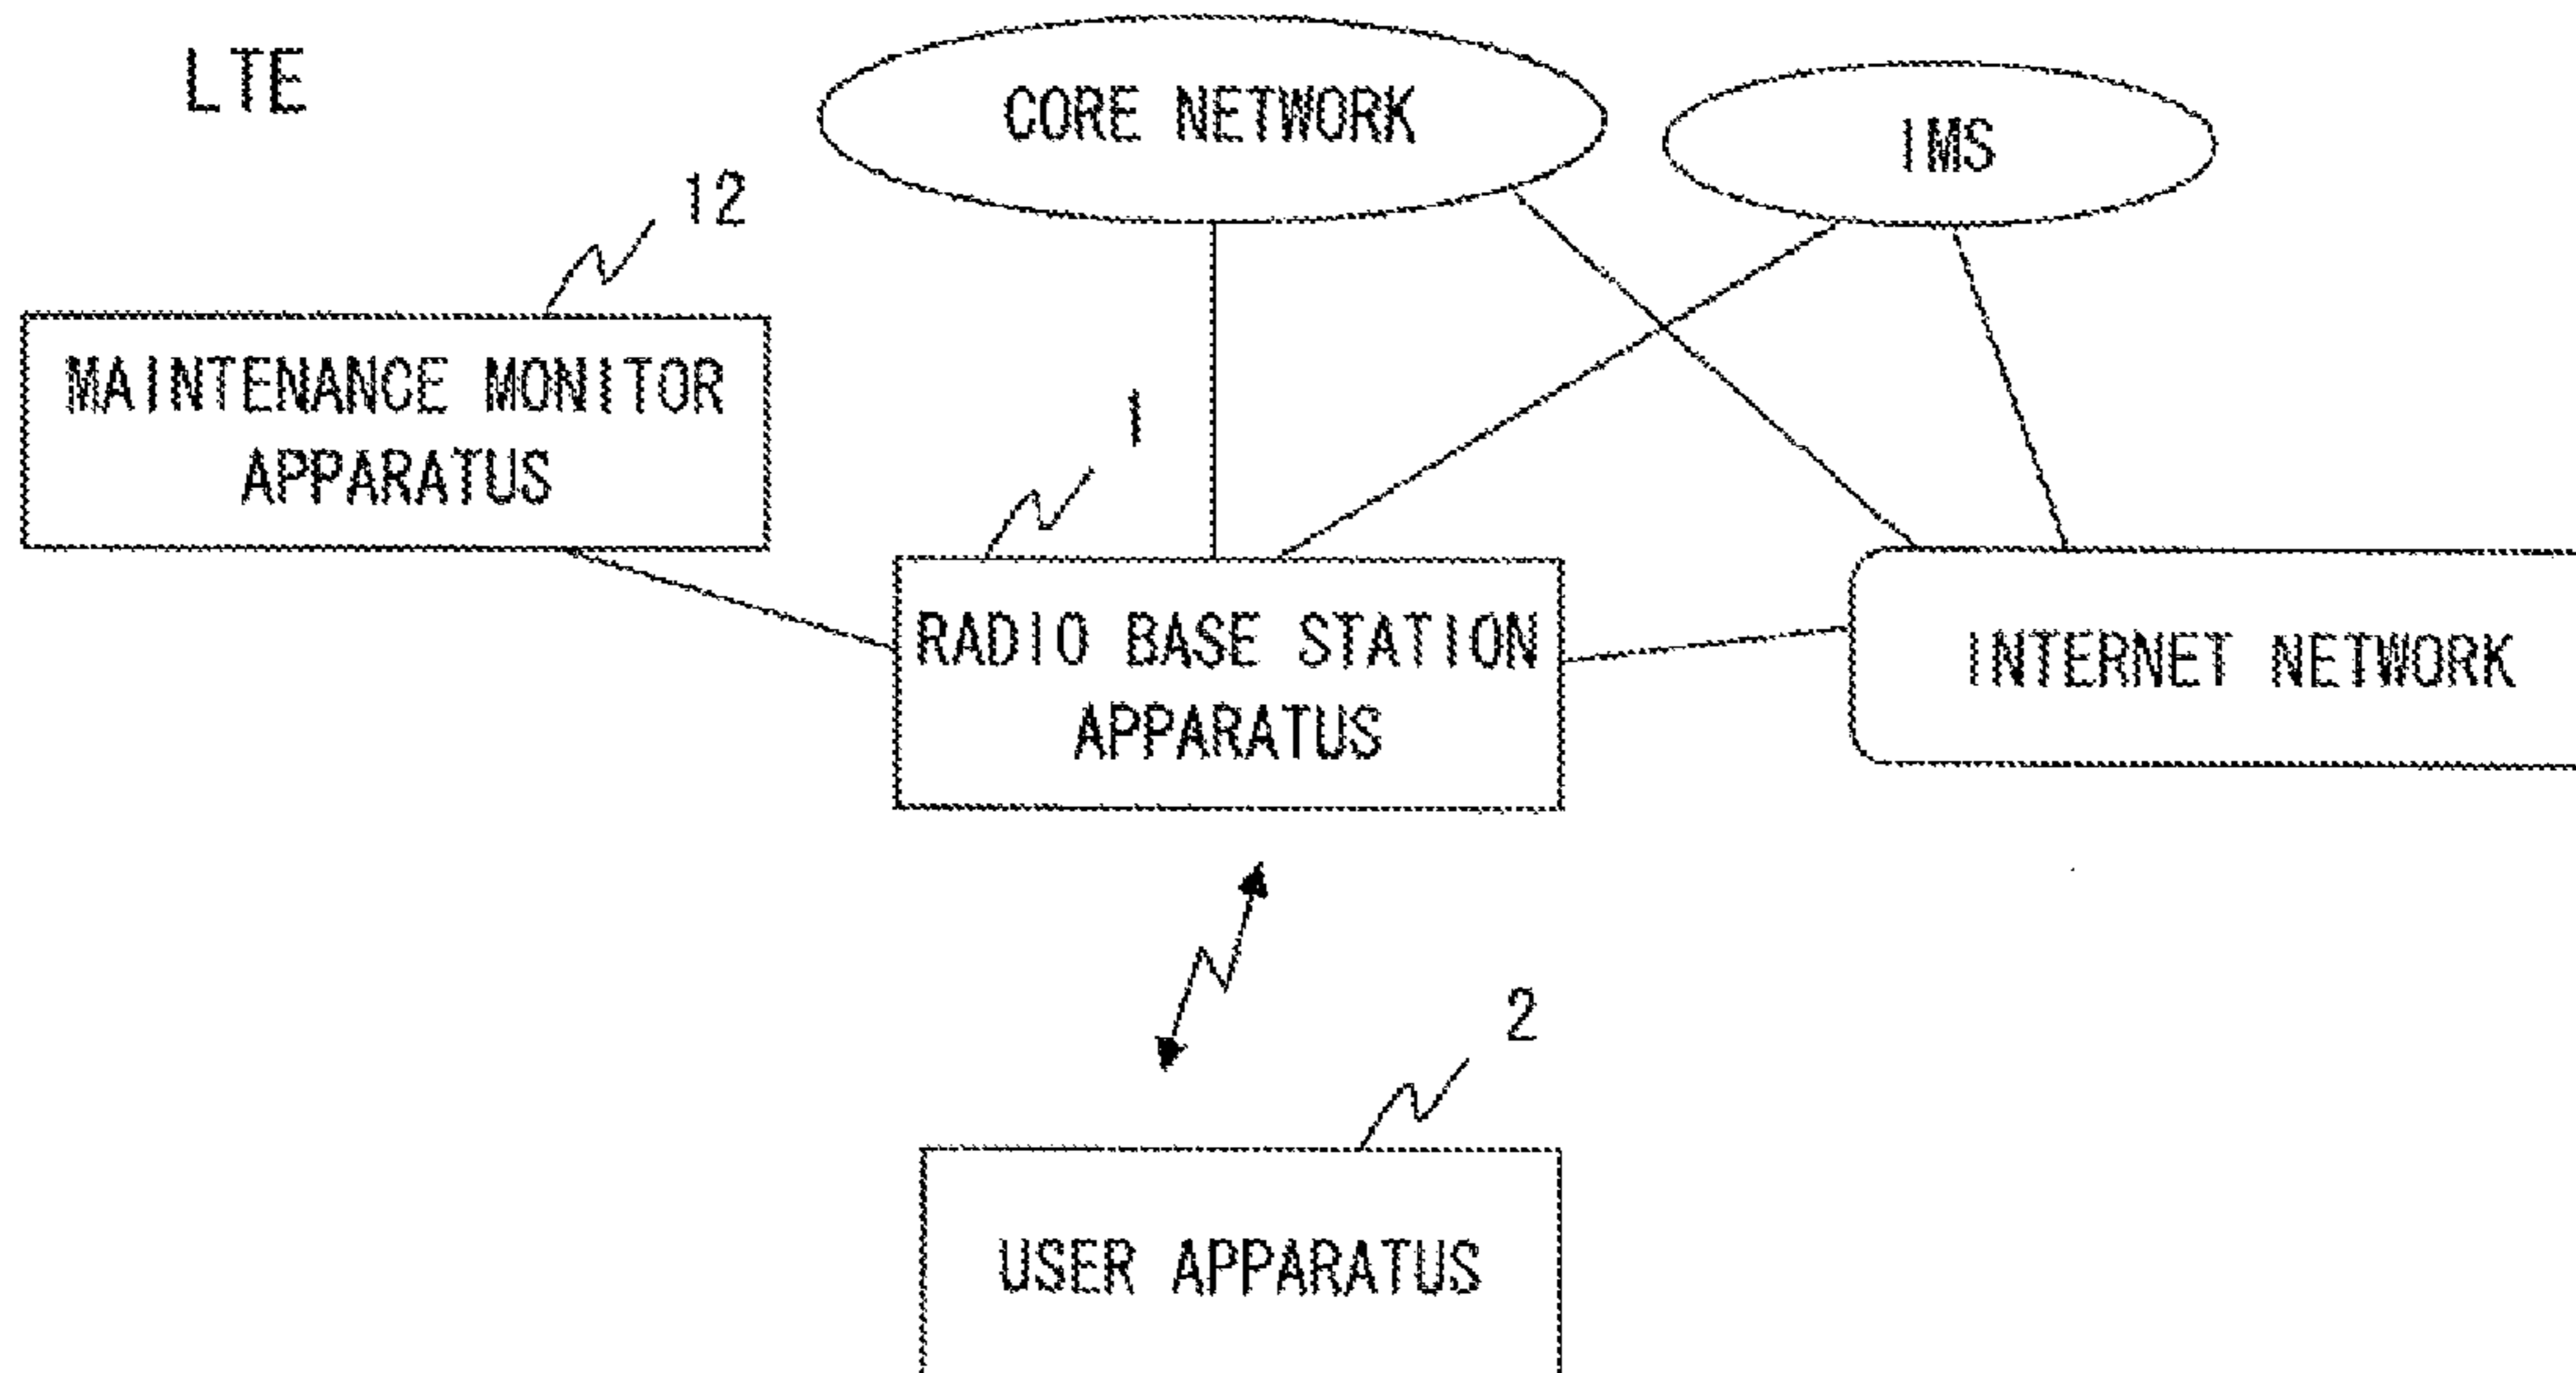 LTE
CORE NETWORK
IMS
12
MAINTENANCE MONITOR
APPARATUS
1
RADIO BASE STATION
APPARATUS
INTERNET NETWORK
2
USER APPARATUS